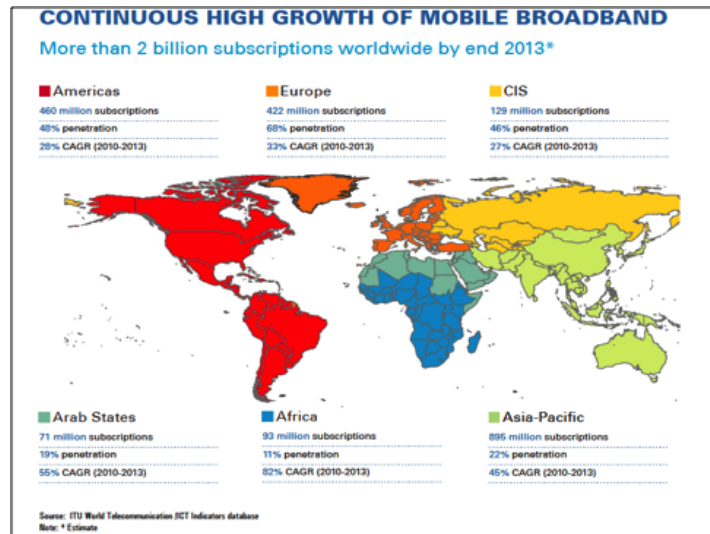 CONTINUOUS HIGH GROWTH OF MOBILE BROADBAND
More than 2 billion subscriptions worldwide by end 2013*
Americas
460 million subscriptions
48% penetration
28% CAGR (2010-2013)
Europe
422 million subscriptions
68% penetration
33% CAGR (2010-2013)
CIS
129 million subscriptions
46% penetration
27% CAGR (2010-2013)
Arab States
71 million subscriptions
19% penetration
55% CAGR (2010-2013)
Africa
93 million subscriptions
11% penetration
82% CAGR (2010-2013)
Asia-Pacific
895 million subscriptions
22% penetration
45% CAGR (2010-2013)
Source: ITU World Telecommunication /ICT Indicators database
Note: * Estimate